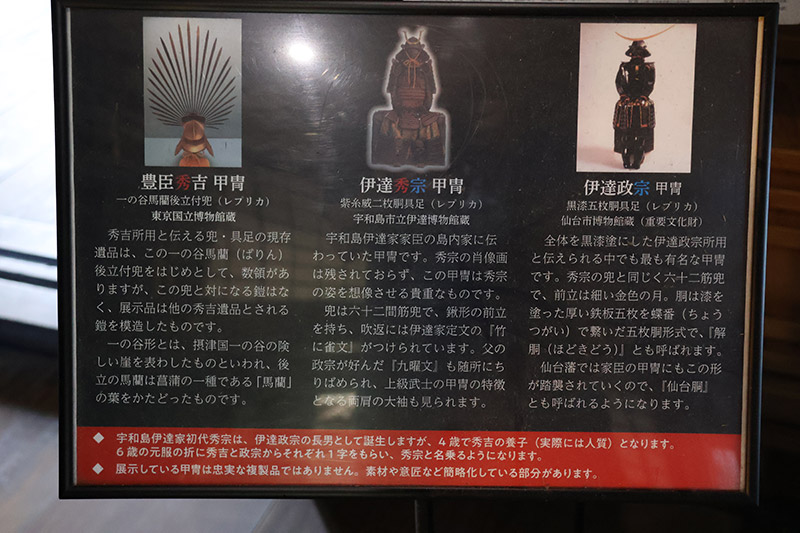 豊臣秀吉 甲冑
一の谷馬蘭後立付兜（レプリカ）
東京国立博物館蔵
秀吉所用と伝える兜・具足の現存
遺品は、この一の谷馬蘭（ばりん）
後立付兜をはじめとして、数領があ
りますが、この兜と対になる鎧はな
く、展示品は他の秀吉遺品とされる
鎧を模造したものです。
一の谷形とは、摂津国一の谷の険
しい崖を表わしたものといわれ、後
立の馬蘭は菖蒲の一種である「馬蘭」
の葉をかたどったものです。
伊達秀宗 甲冑
紫糸威二枚胴具足（レプリカ）
宇和島市立伊達博物館蔵
宇和島伊達家家臣の島内家に伝
わっていた甲冑です。秀宗の肖像画
は残されておらず、この甲冑は秀宗
の姿を想像させる貴重なものです。
兜は六十二間筋兜で、鍬形の前立
を持ち、吹返には伊達家定文の『竹
に雀文』がつけられています。父の
政宗が好んだ『九曜文』も随所にち
りばめられ、上級武士の甲冑の特徴
となる両肩の大袖も見られます。
伊達政宗 甲冑
黒漆五枚胴具足（レプリカ）
仙台市博物館蔵（重要文化財）
全体を黒漆塗にした伊達政宗所用
と伝えられる中でも最も有名な甲冑
です。秀宗の兜と同じく六十二筋兜
で、前立は細い金色の月。胴は漆を
塗った厚い鉄板五枚を蝶番（ちょう
つがい）で繋いだ五枚胴形式で、『解
胴（ほどきどう）』とも呼ばれます。
仙台藩では家臣の甲冑にもこの形
が踏襲されていくので、『仙台胴』
とも呼ばれるようになります。
◆ 宇和島伊達家初代秀宗は、伊達政宗の長男として誕生しますが、4歳で秀吉の養子（実際には人質）となります。
6歳の元服の折に秀吉と政宗からそれぞれ1字をもらい、秀宗と名乗るようになります。
◆ 展示している甲冑は忠実な複製品ではありません。素材や意匠など簡略化している部分があります。